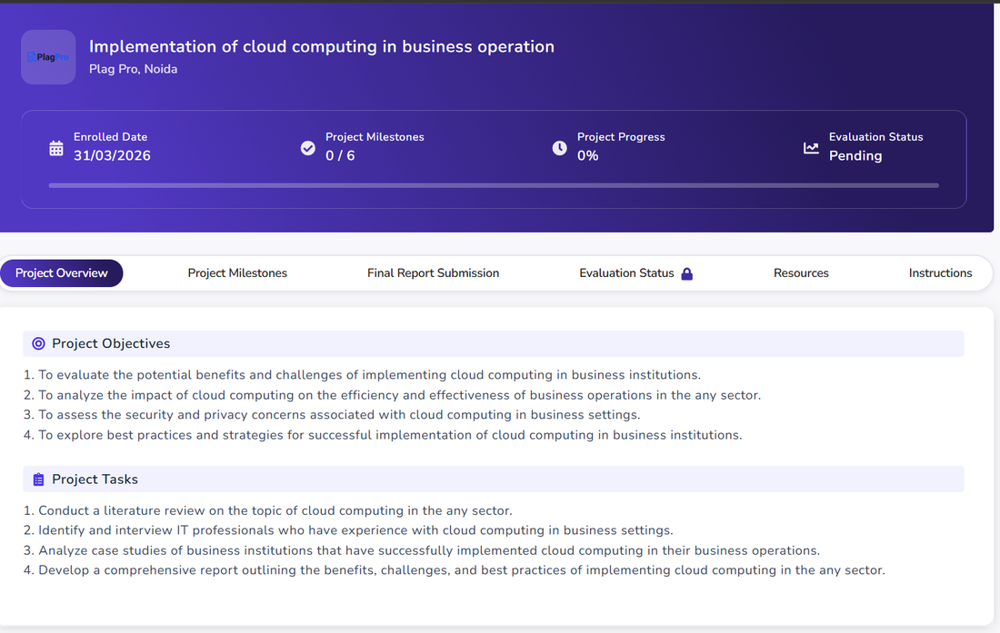 Implementation of cloud computing in business operation
PlagPro
Plag Pro, Noida
Enrolled Date
31/03/2026
Project Milestones
0 / 6
Project Progress
0%
Evaluation Status
Pending
Project Overview
Project Milestones
Final Report Submission
Evaluation Status
Resources
Instructions
Project Objectives
1. To evaluate the potential benefits and challenges of implementing cloud computing in business institutions.
2. To analyze the impact of cloud computing on the efficiency and effectiveness of business operations in the any sector.
3. To assess the security and privacy concerns associated with cloud computing in business settings.
4. To explore best practices and strategies for successful implementation of cloud computing in business institutions.
Project Tasks
1. Conduct a literature review on the topic of cloud computing in the any sector.
2. Identify and interview IT professionals who have experience with cloud computing in business settings.
3. Analyze case studies of business institutions that have successfully implemented cloud computing in their business operations.
4. Develop a comprehensive report outlining the benefits, challenges, and best practices of implementing cloud computing in the any sector.